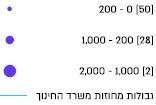 0 - 200 [50]
200 - 1,000 [28]
1,000 - 2,000 [2]
גבולות מחוזות משרד החינוך